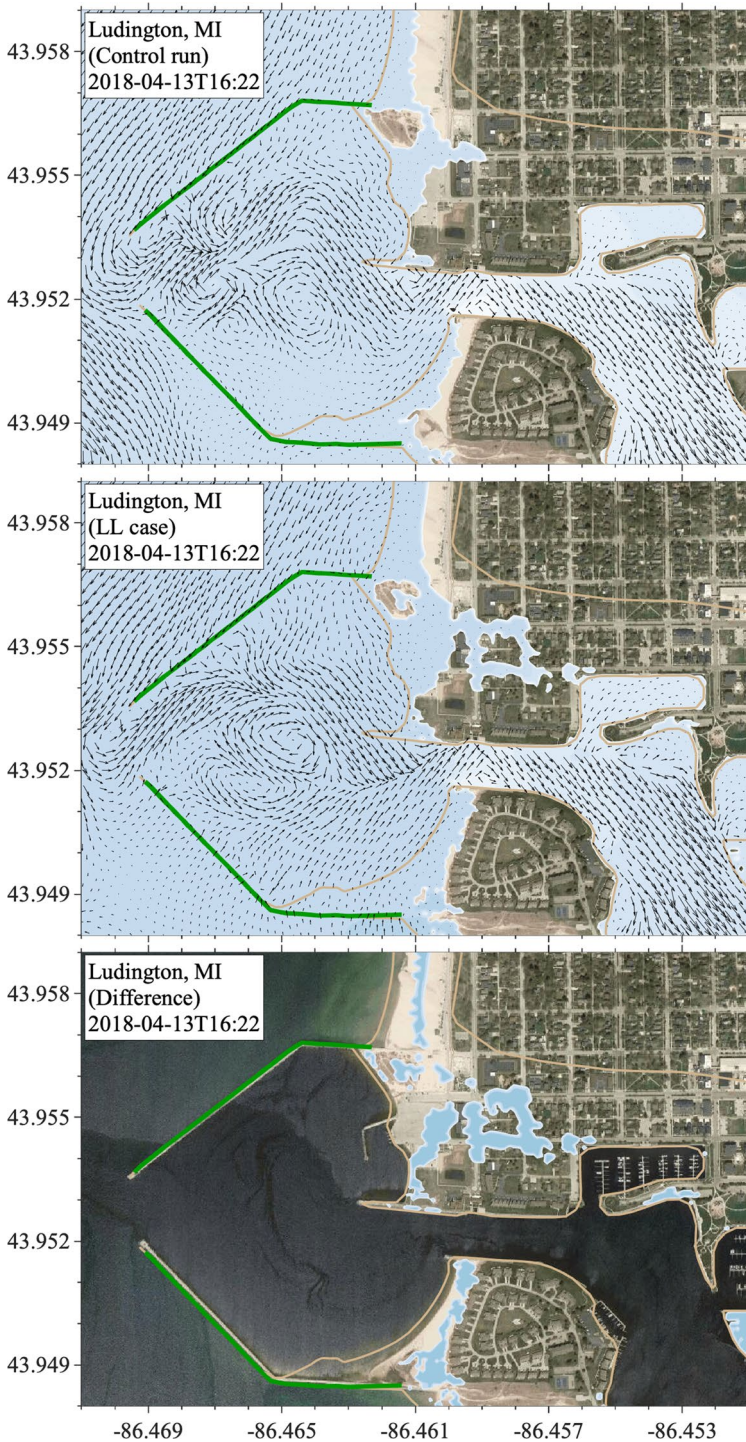 Ludington, MI
(Control run)
2018-04-13T16:22
43.958
43.955
43.952
43.949
Ludington, MI
(LL case)
2018-04-13T16:22
43.958
43.955
43.952
43.949
Ludington, MI
(Difference)
2018-04-13T16:22
43.958
43.955
43.952
43.949
-86.469 -86.465 -86.461 -86.457 -86.453